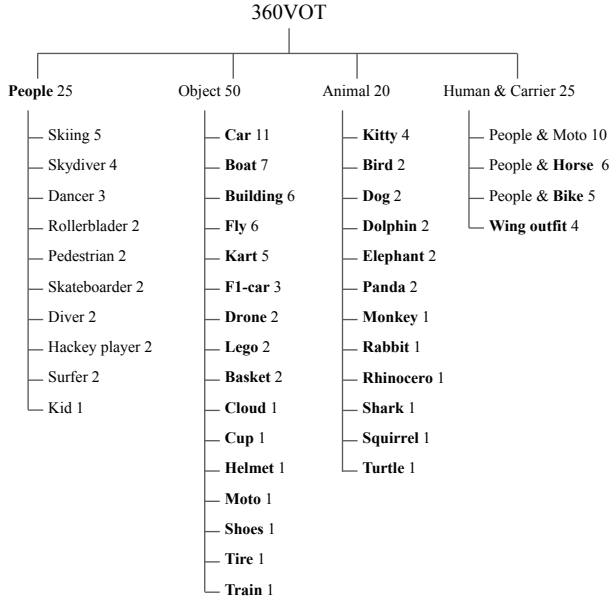 360VOT
People 25
Skiing 5
Skydiver 4
Dancer 3
Rollerblader 2
Pedestrian 2
Skateboarder 2
Diver 2
Hackey player 2
Surfer 2
Kid 1
Object 50
Car 11
Boat 7
Building 6
Fly 6
Kart 5
F1-car 3
Drone 2
Lego 2
Basket 2
Cloud 1
Cup 1
Helmet 1
Moto 1
Shoes 1
Tire 1
Train 1
Animal 20
Kitty 4
Bird 2
Dog 2
Dolphin 2
Elephant 2
Panda 2
Monkey 1
Rabbit 1
Rhinocero 1
Shark 1
Squirrel 1
Turtle 1
Human & Carrier 25
People & Moto 10
People & Horse 6
People & Bike 5
Wing outfit 4